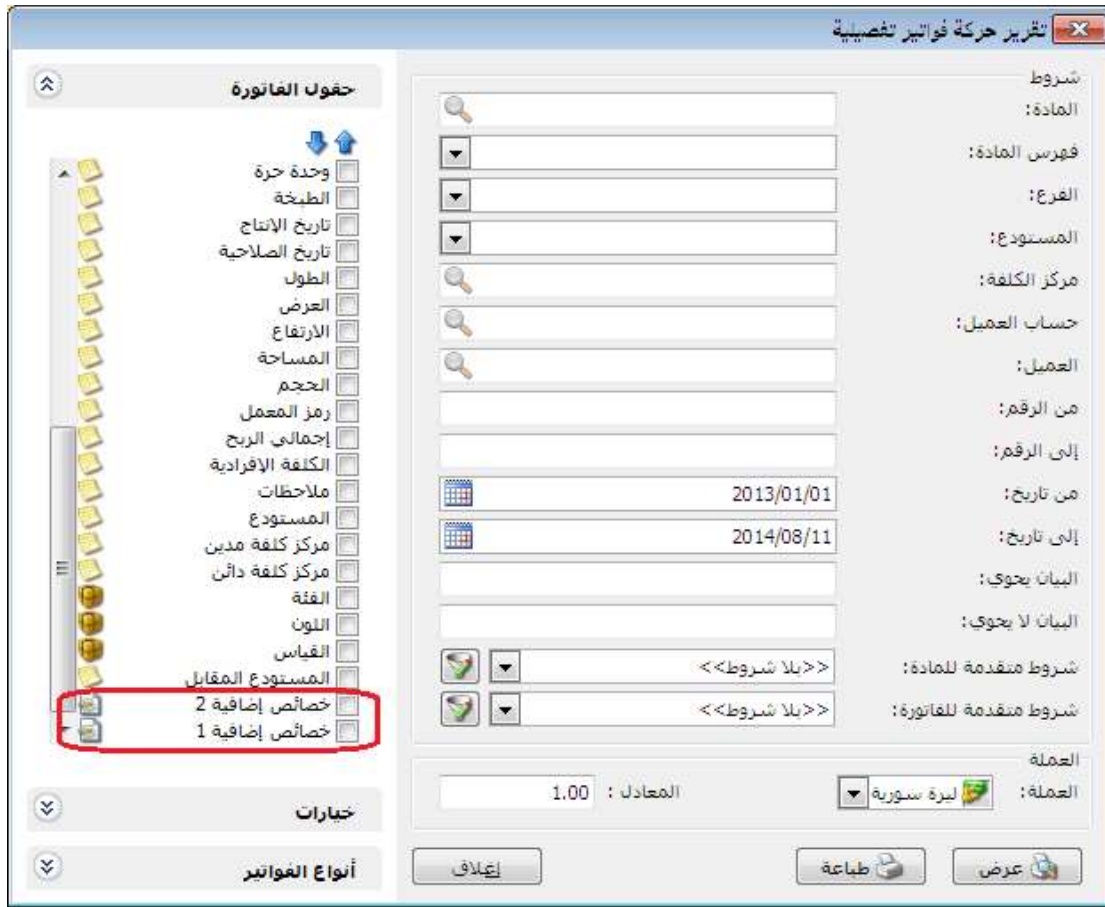 تقرير حركة فواتير تفصيلية
شروط
المادة:
فهرس المادة:
الفرع:
المستودع:
مركز الكلفة:
حساب العميل:
العميل:
من الرقم:
إلى الرقم:
من تاريخ: 2013/01/01
إلى تاريخ: 2014/08/11
البيان يحوي:
البيان لا يحوي:
شروط متقدمة للمادة: <<بلا شروط>>
شروط متقدمة للفاتورة: <<بلا شروط>>
العملة
العملة: ليرة سورية المعادل : 1.00
عرض طباعة إغلاق
حقول الفاتورة
وحدة حرة
الطبخة
تاريخ الإنتاج
تاريخ الصلاحية
الطول
العرض
الارتفاع
المساحة
الحجم
رمز المعمل
إجمالي الربح
الكلفة الإفرادية
ملاحظات
المستودع
مركز كلفة مدين
مركز كلفة دائن
الفئة
اللون
القياس
المستودع المقابل
خصائص إضافية 2
خصائص إضافية 1
خيارات
أنواع الفواتير